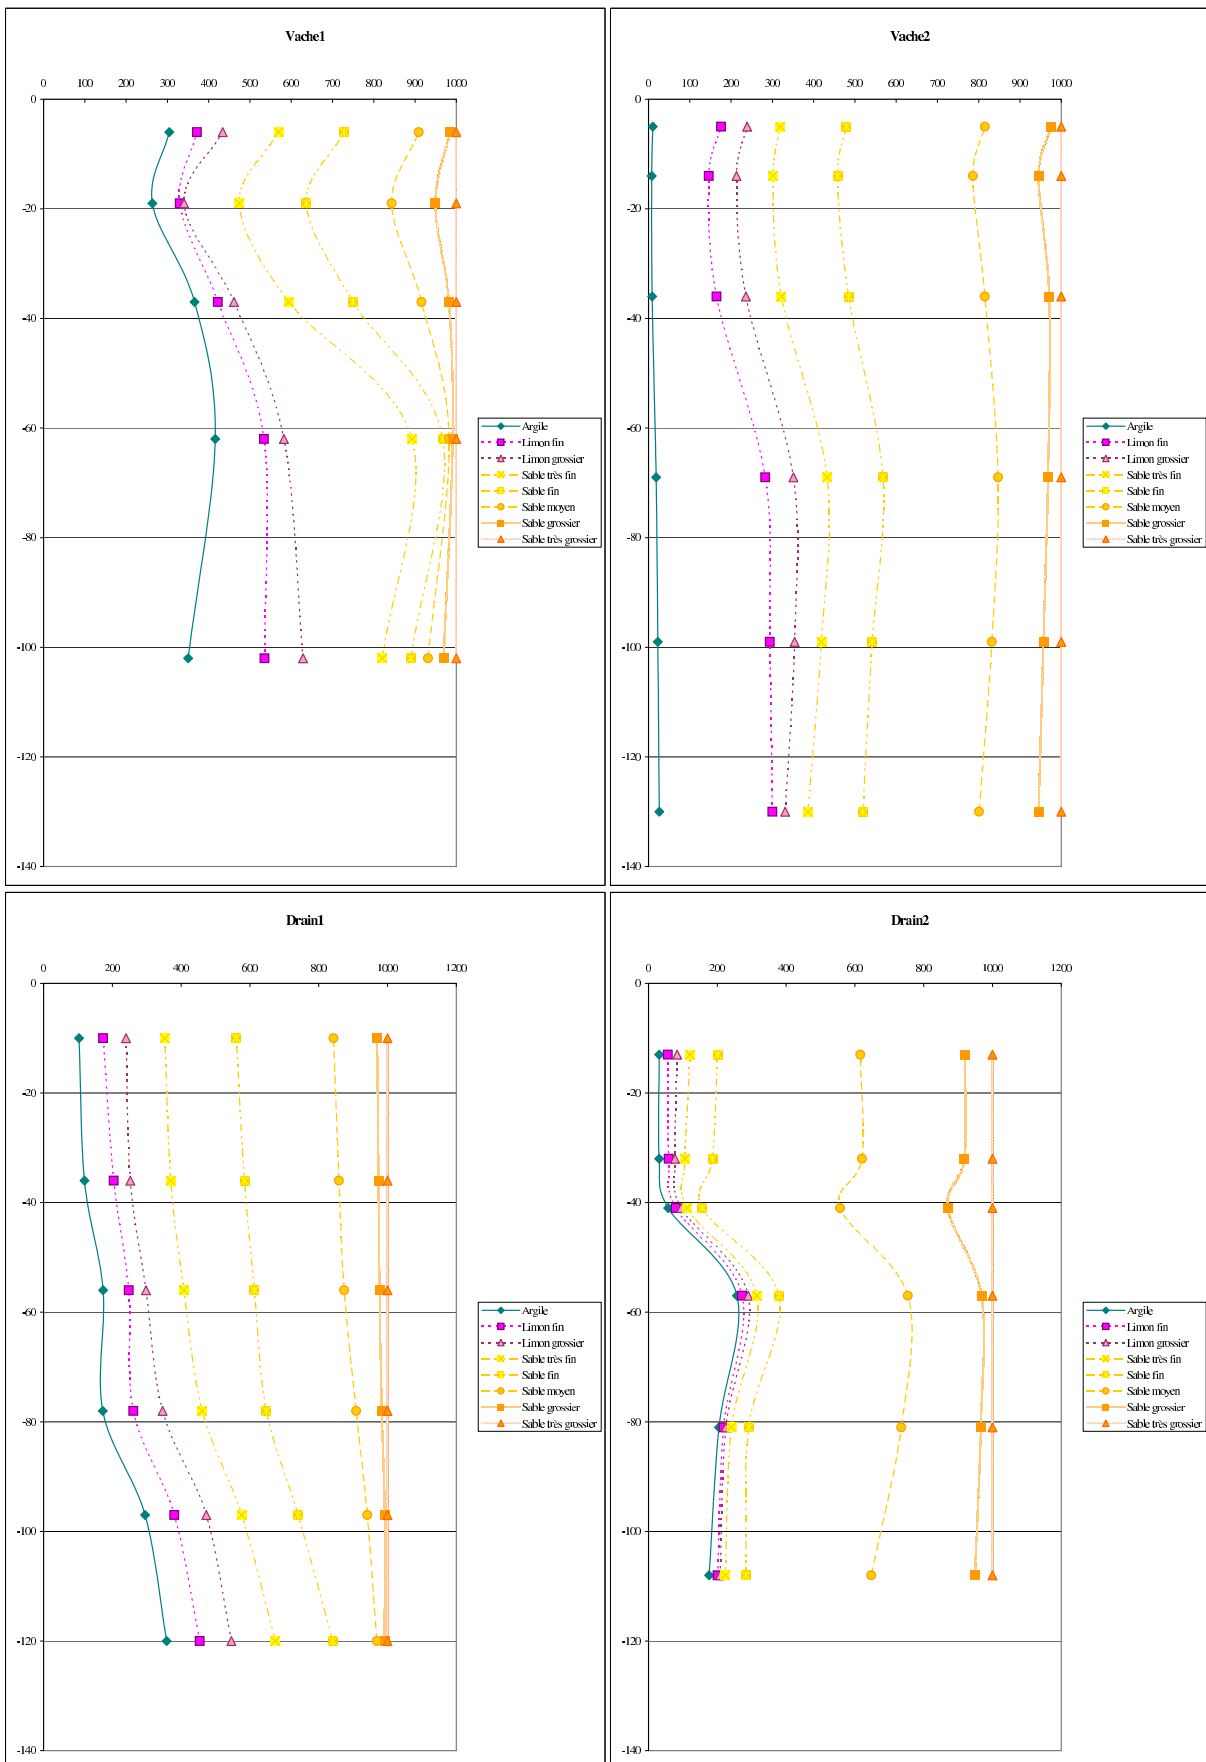 Vache1
0 100 200 300 400 500 600 700 800 900 1000
0
-20
-40
-60
-80
-100
-120
-140
Argile
Limon fin
Limon grossier
Sable très fin
Sable fin
Sable moyen
Sable grossier
Sable très grossier
Vache2
0 100 200 300 400 500 600 700 800 900 1000
0
-20
-40
-60
-80
-100
-120
-140
Argile
Limon fin
Limon grossier
Sable très fin
Sable fin
Sable moyen
Sable grossier
Sable très grossier
Drain1
0 200 400 600 800 1000 1200
0
-20
-40
-60
-80
-100
-120
-140
Argile
Limon fin
Limon grossier
Sable très fin
Sable fin
Sable moyen
Sable grossier
Sable très grossier
Drain2
0 200 400 600 800 1000 1200
0
-20
-40
-60
-80
-100
-120
-140
Argile
Limon fin
Limon grossier
Sable très fin
Sable fin
Sable moyen
Sable grossier
Sable très grossier